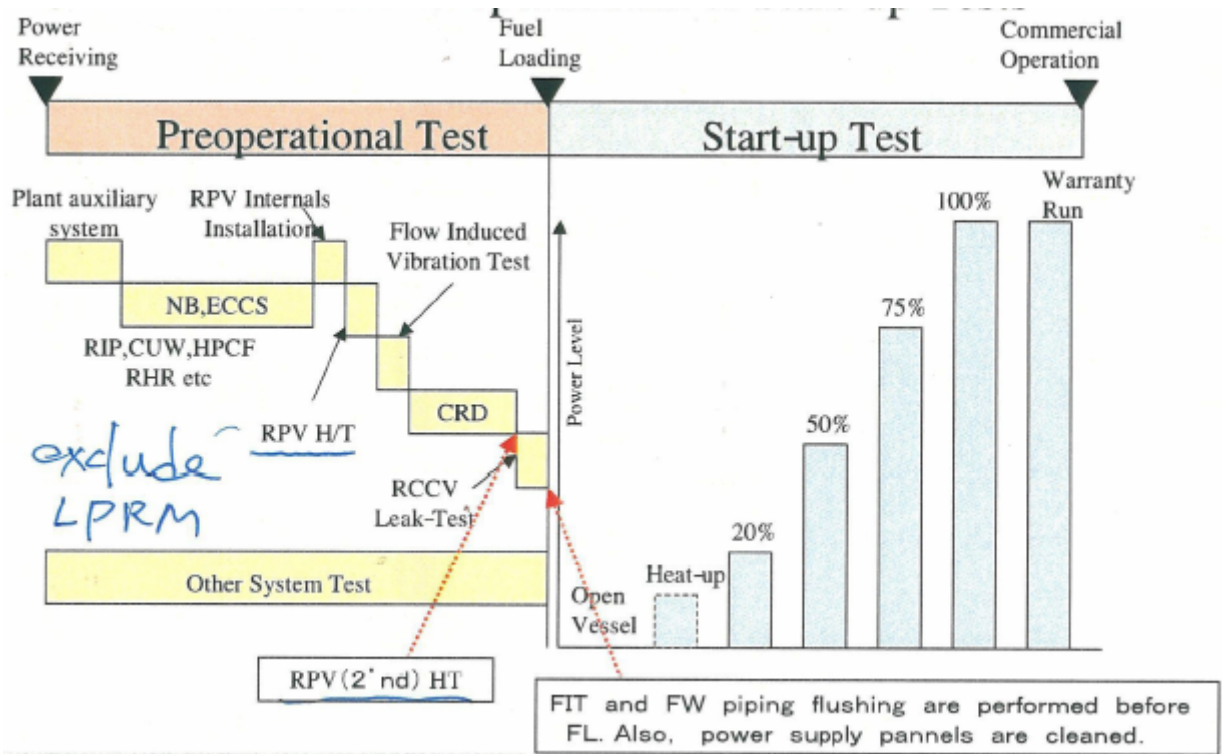 Power
Receiving
Fuel
Loading
Commercial
Operation
Preoperational Test
Start-up Test
Plant auxiliary
system
RPV Internals
Installation
Flow Induced
Vibration Test
NB,ECCS
RIP,CUW,HPCF
RHR etc
RPV H/T
CRD
RCCV
Leak-Test
exclude
LPRM
Other System Test
RPV(2'nd) HT
Power Level
Open
Vessel
Heat-up
20%
50%
75%
100%
Warranty
Run
FIT and FW piping flushing are performed before
FL. Also, power supply pannels are cleaned.